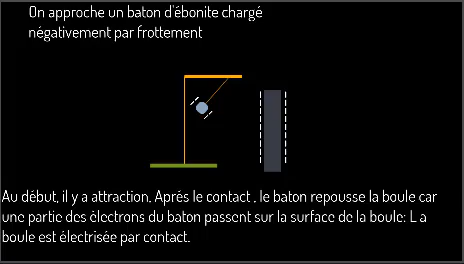 On approche un baton d'ébonite chargé
négativement par frottement
Au début, il y a attraction. Aprés le contact , le baton repousse la boule car
une partie des électrons du baton passent sur la surface de la boule: L a
boule est électrisée par contact.